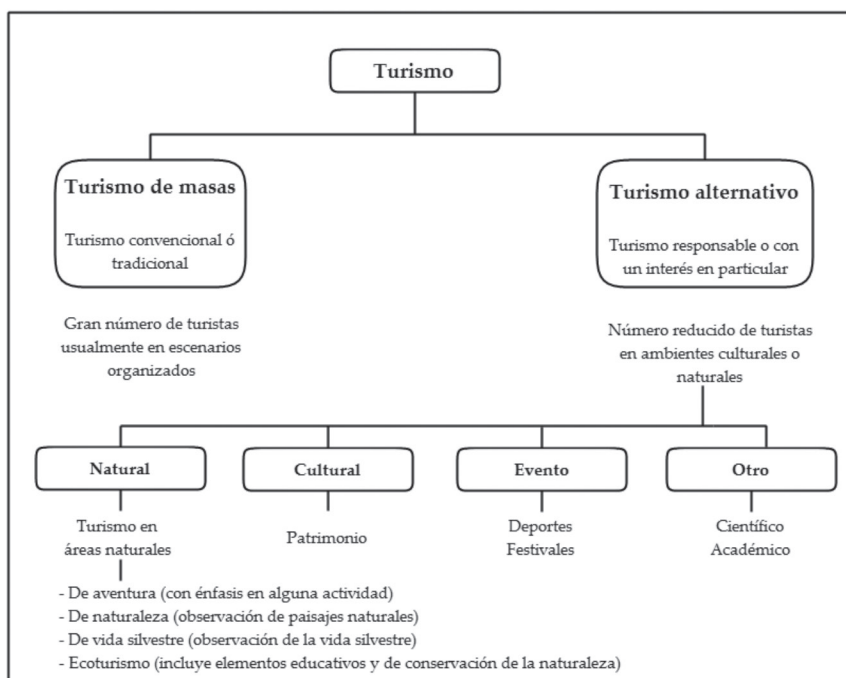 Turismo
Turismo de masas
Turismo convencional ó
tradicional
Gran número de turistas
usualmente en escenarios
organizados
Turismo alternativo
Turismo responsable o con
un interés en particular
Número reducido de turistas
en ambientes culturales o
naturales
Natural
Turismo en
áreas naturales
- De aventura (con énfasis en alguna actividad)
- De naturaleza (observación de paisajes naturales)
- De vida silvestre (observación de la vida silvestre)
- Ecoturismo (incluye elementos educativos y de conservación de la naturaleza)
Cultural
Patrimonio
Evento
Deportes
Festivales
Otro
Científico
Académico